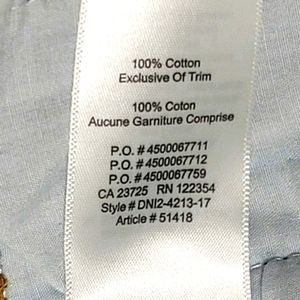 100% Cotton
Exclusive Of Trim
100% Coton
Aucune Garniture Comprise
P.O. # 4500067711
P.O. # 4500067712
P.O. # 4500067759
CA 23725 RN 122354
Style # DNI2-4213-17
Article # 51418